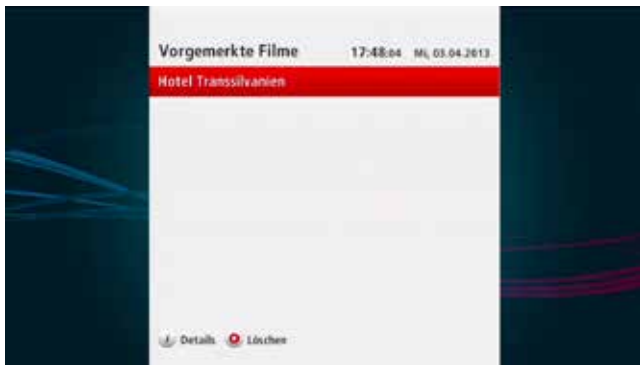 Vorgemerkte Filme 17:48:04 Mi, 03.04.2013
Hotel Transsilvanien
i Details Löschen